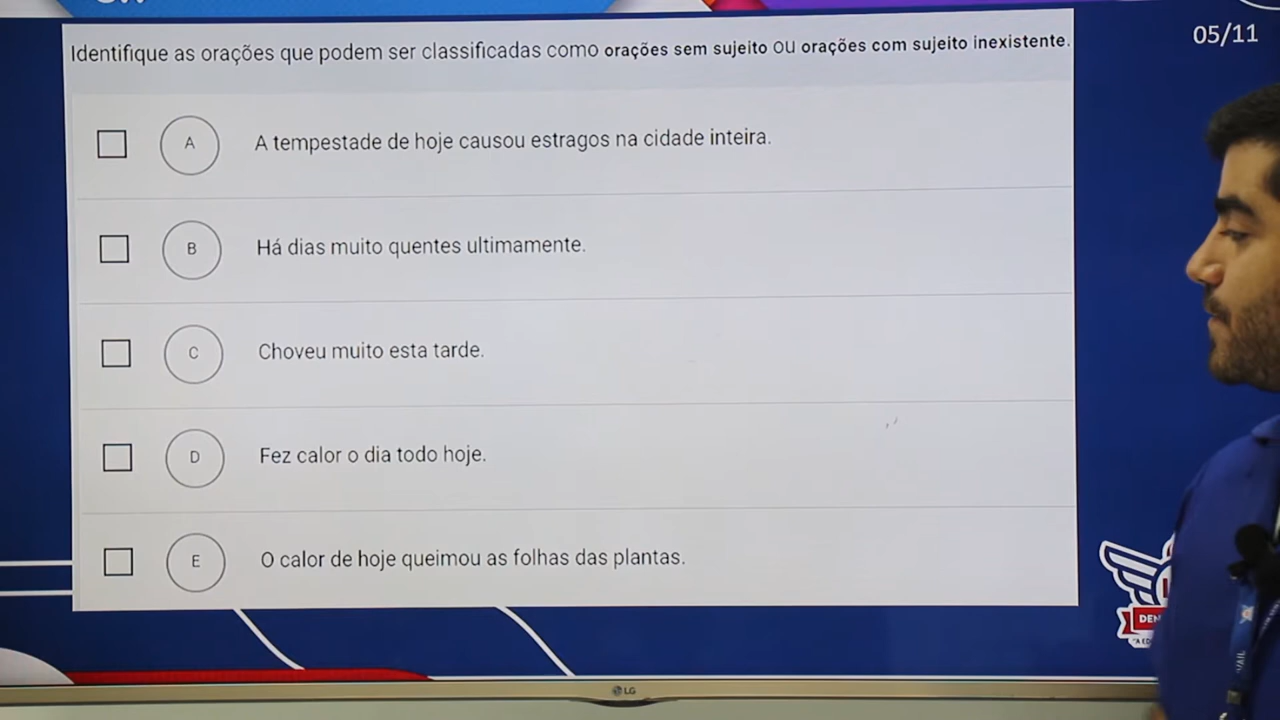 Identifique as orações que podem ser classificadas como orações sem sujeito ou orações com sujeito inexistente.
05/11
A A tempestade de hoje causou estragos na cidade inteira.
B Há dias muito quentes ultimamente.
C Choveu muito esta tarde.
D Fez calor o dia todo hoje.
E O calor de hoje queimou as folhas das plantas.
LG